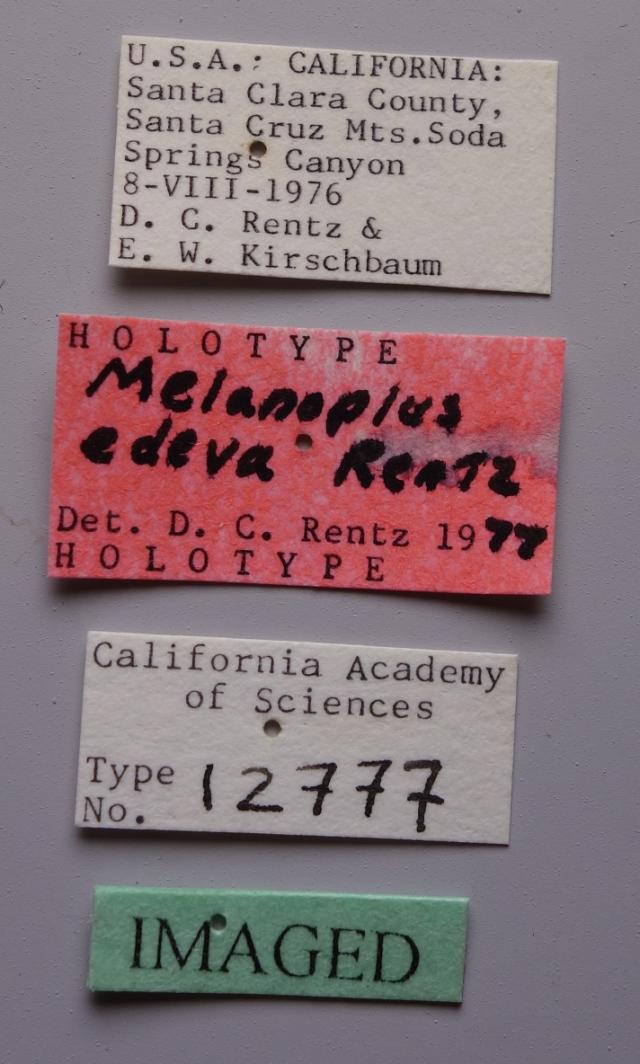 U.S.A.: CALIFORNIA:
Santa Clara County,
Santa Cruz Mts.Soda
Springs Canyon
8-VIII-1976
D. C. Rentz &
E. W. Kirschbaum
HOLOTYPE
Melanoplus
edeva Rentz
Det. D. C. Rentz 1977
HOLOTYPE
California Academy
of Sciences
Type 12777
No.
IMAGED